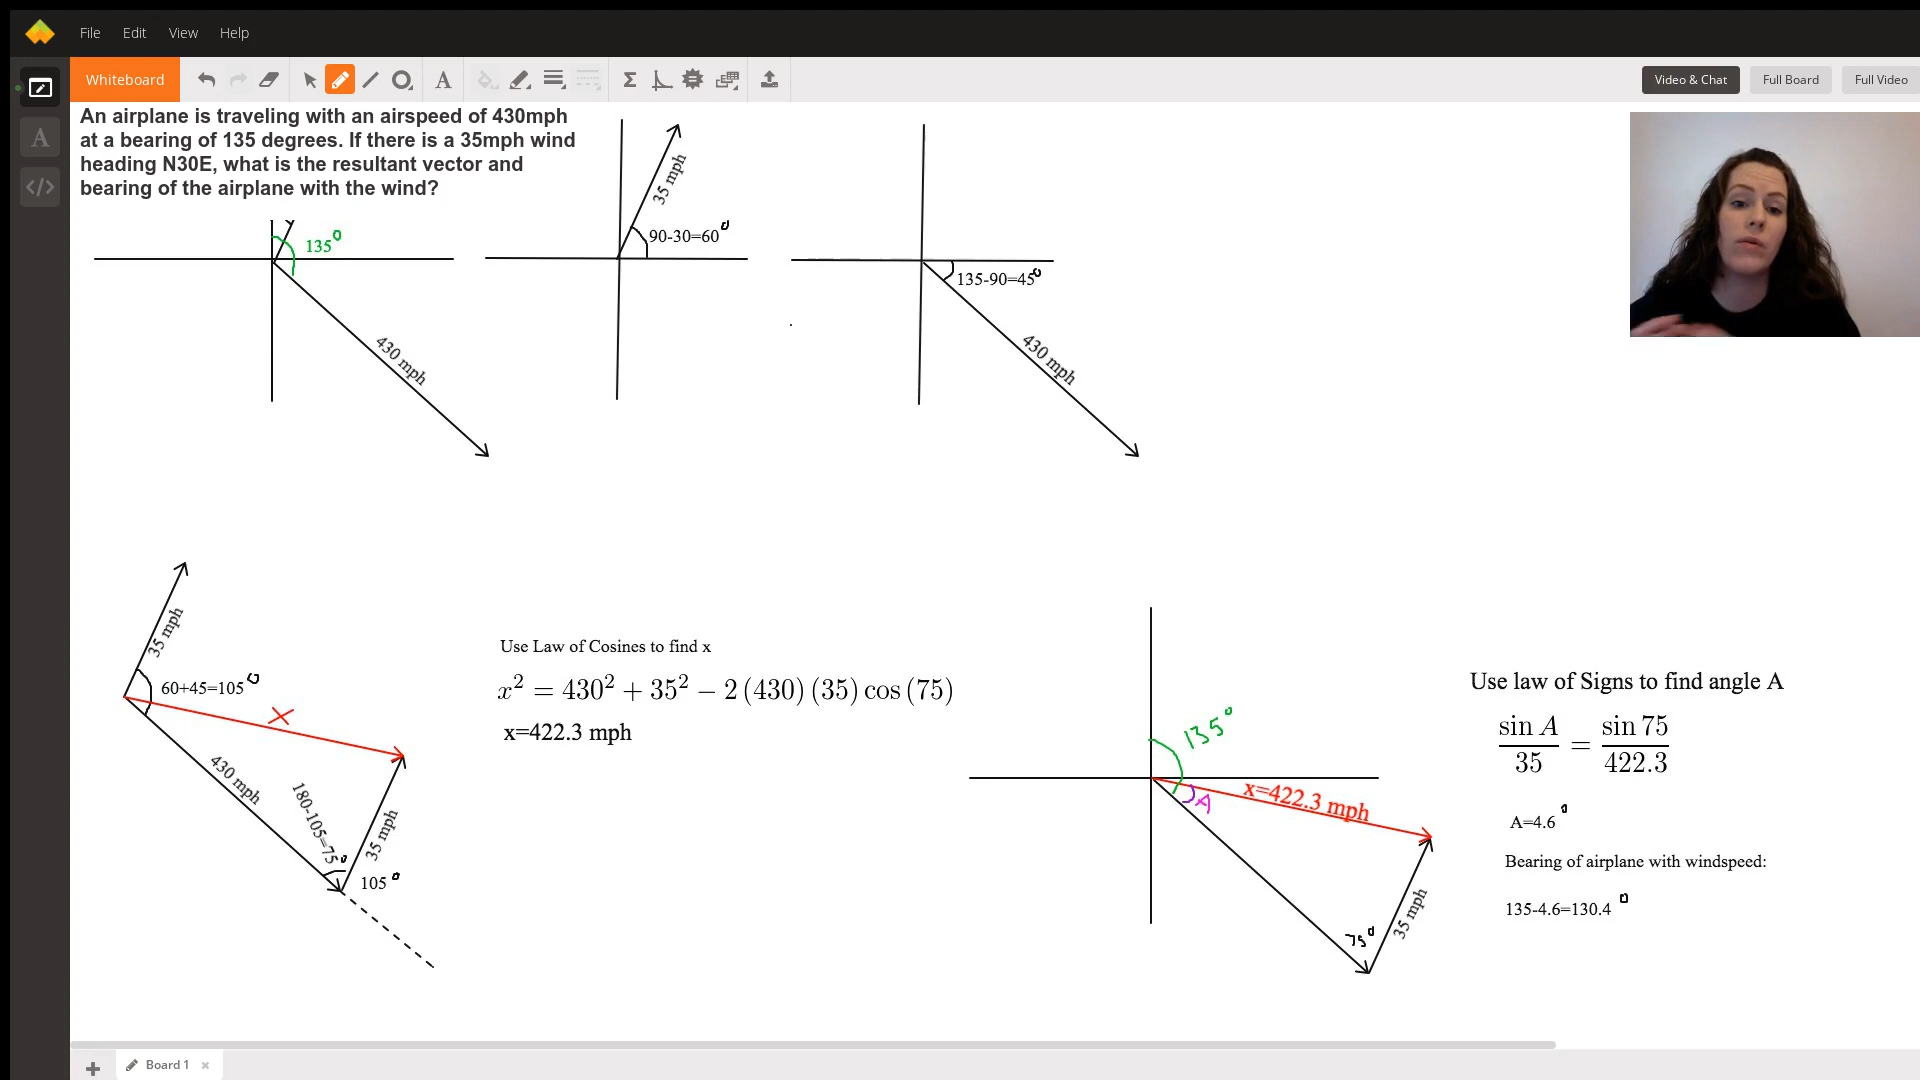 File Edit View Help
Whiteboard
A
Σ
Video & Chat
Full Board
Full Video
A
</>
An airplane is traveling with an airspeed of 430mph
at a bearing of 135 degrees. If there is a 35mph wind
heading N30E, what is the resultant vector and
bearing of the airplane with the wind?
135°
430 mph
35 mph
90-30=60°
135-90=45°
430 mph
35 mph
60+45=105°
x
430 mph
180-105=75°
35 mph
105°
Use Law of Cosines to find x
x² = 430² + 35² − 2 (430) (35) cos (75)
x=422.3 mph
135°
A
x=422.3 mph
75°
35 mph
Use law of Signs to find angle A
sin A / 35 = sin 75 / 422.3
A=4.6°
Bearing of airplane with windspeed:
135-4.6=130.4°
+ Board 1 ×